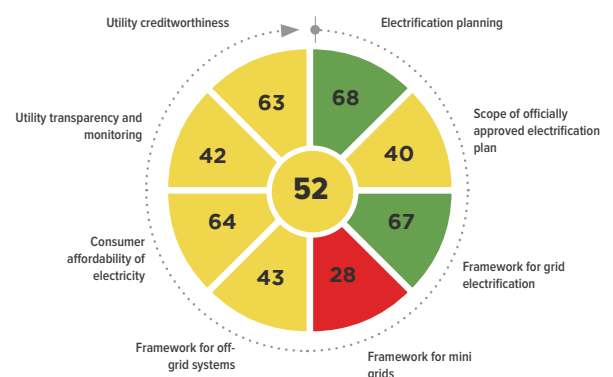 Utility creditworthiness
Electrification planning
63
68
Utility transparency and
monitoring
Scope of officially
approved electrification
plan
42
40
52
64
67
Consumer
affordability of
electricity
43
28
Framework for grid
electrification
Framework for off-
grid systems
Framework for mini
grids